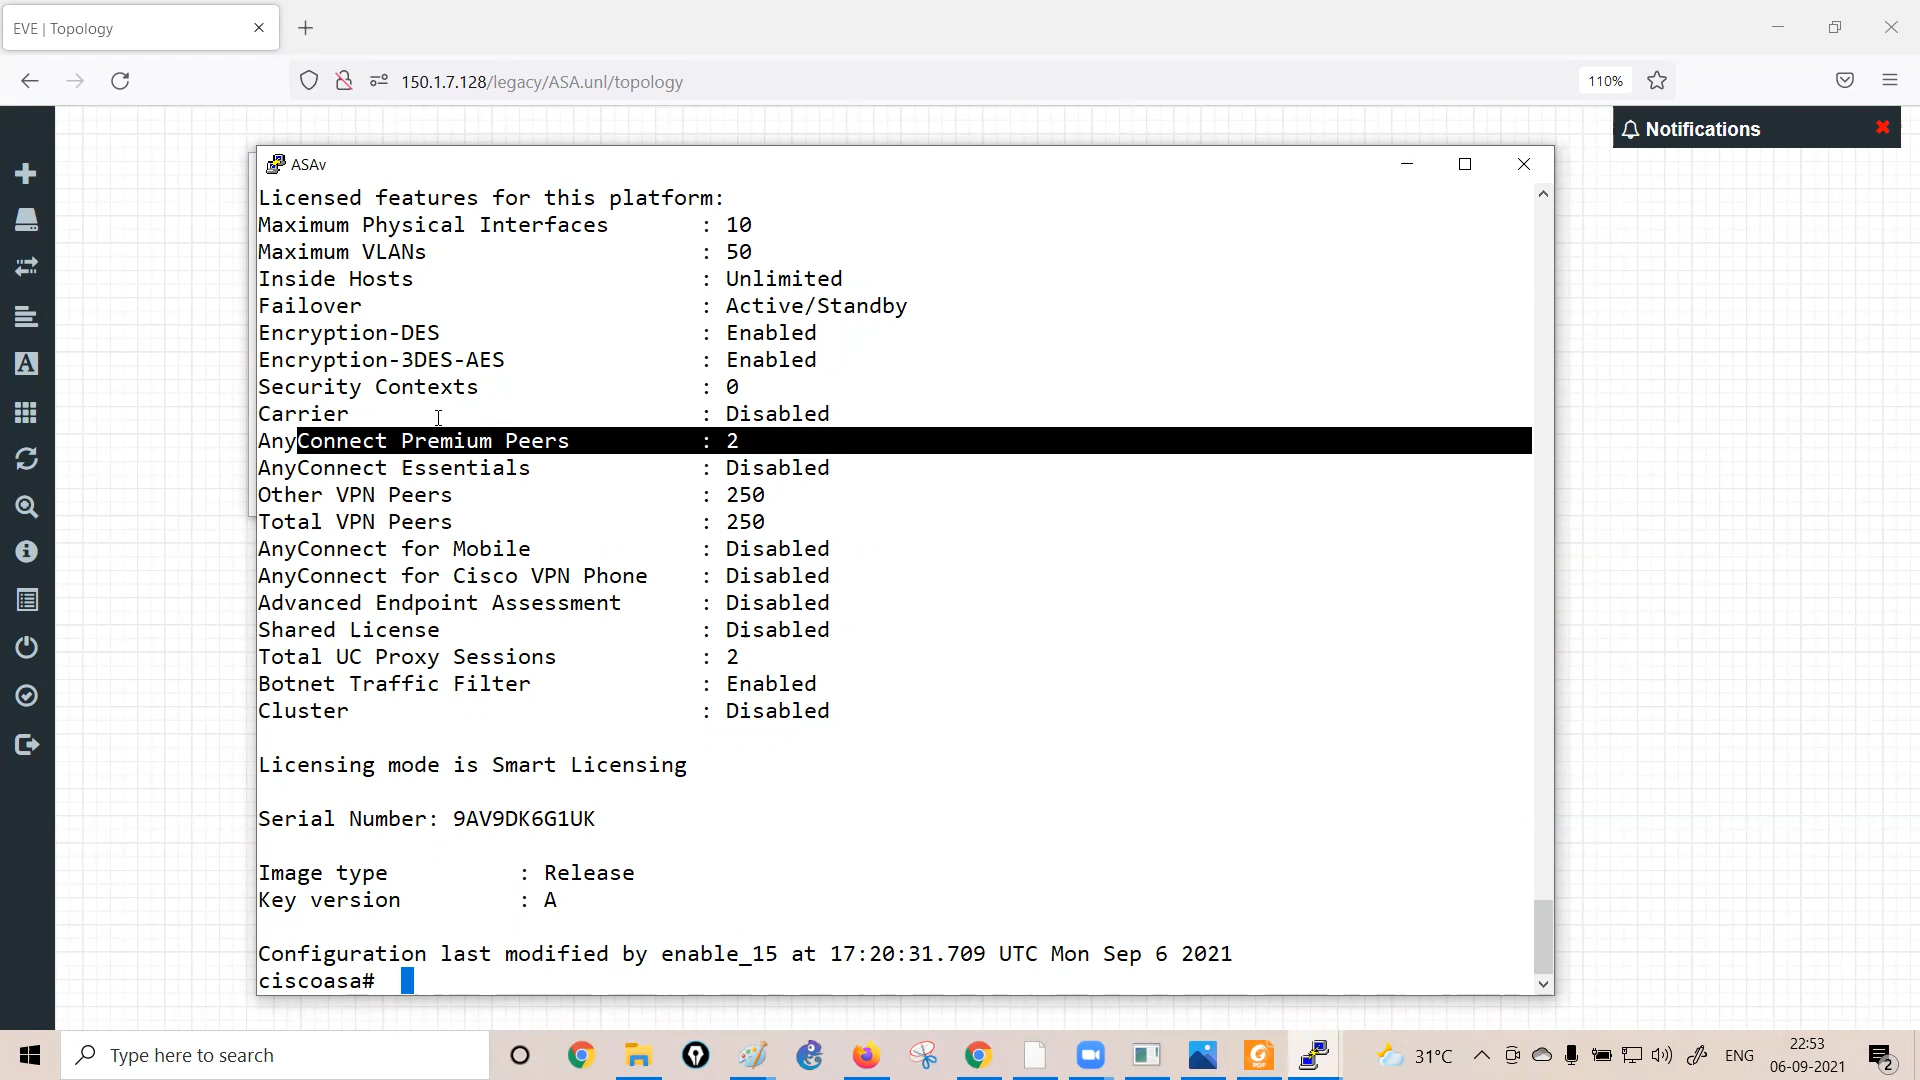 EVE | Topology
150.1.7.128/legacy/ASA.unl/topology
110%
Notifications
ASAv
Licensed features for this platform:
Maximum Physical Interfaces : 10
Maximum VLANs : 50
Inside Hosts : Unlimited
Failover : Active/Standby
Encryption-DES : Enabled
Encryption-3DES-AES : Enabled
Security Contexts : 0
Carrier : Disabled
AnyConnect Premium Peers : 2
AnyConnect Essentials : Disabled
Other VPN Peers : 250
Total VPN Peers : 250
AnyConnect for Mobile : Disabled
AnyConnect for Cisco VPN Phone : Disabled
Advanced Endpoint Assessment : Disabled
Shared License : Disabled
Total UC Proxy Sessions : 2
Botnet Traffic Filter : Enabled
Cluster : Disabled
Licensing mode is Smart Licensing
Serial Number: 9AV9DK6G1UK
Image type : Release
Key version : A
Configuration last modified by enable_15 at 17:20:31.709 UTC Mon Sep 6 2021
ciscoasa#
Type here to search
31°C
ENG
22:53
06-09-2021
2